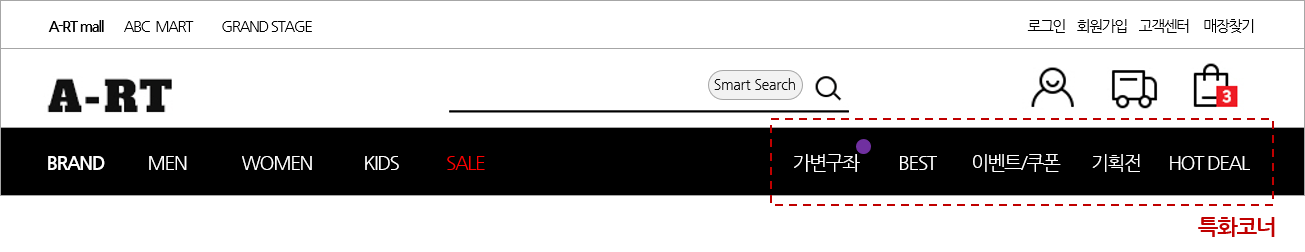 A-RT mall ABC MART GRAND STAGE 로그인 회원가입 고객센터 매장찾기
A-RT Smart Search 3
BRAND MEN WOMEN KIDS SALE 가변구좌 BEST 이벤트/쿠폰 기획전 HOT DEAL
특화코너